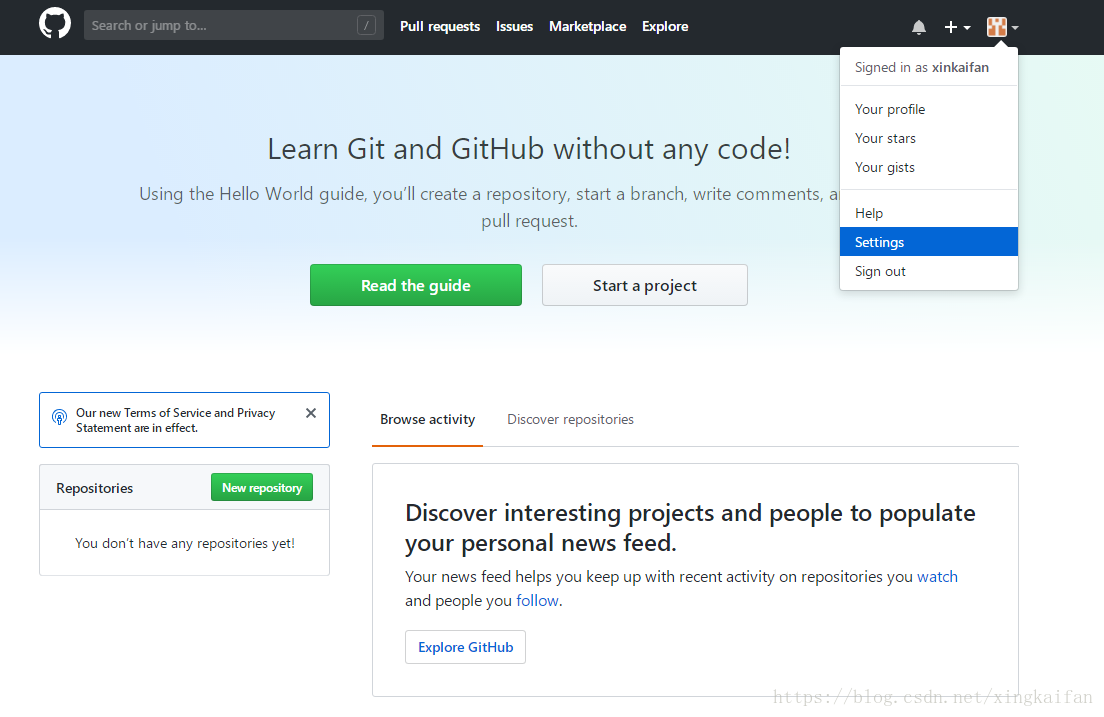 Search or jump to...
/
Pull requests
Issues
Marketplace
Explore
Signed in as xinkaifan
Your profile
Your stars
Your gists
Help
Settings
Sign out
Learn Git and GitHub without any code!
Using the Hello World guide, you’ll create a repository, start a branch, write comments,
pull request.
Read the guide
Start a project
Our new Terms of Service and Privacy
Statement are in effect.
Repositories
New repository
You don’t have any repositories yet!
Browse activity
Discover repositories
Discover interesting projects and people to populate
your personal news feed.
Your news feed helps you keep up with recent activity on repositories you watch
and people you follow.
Explore GitHub
https://blog.csdn.net/xingkaifan